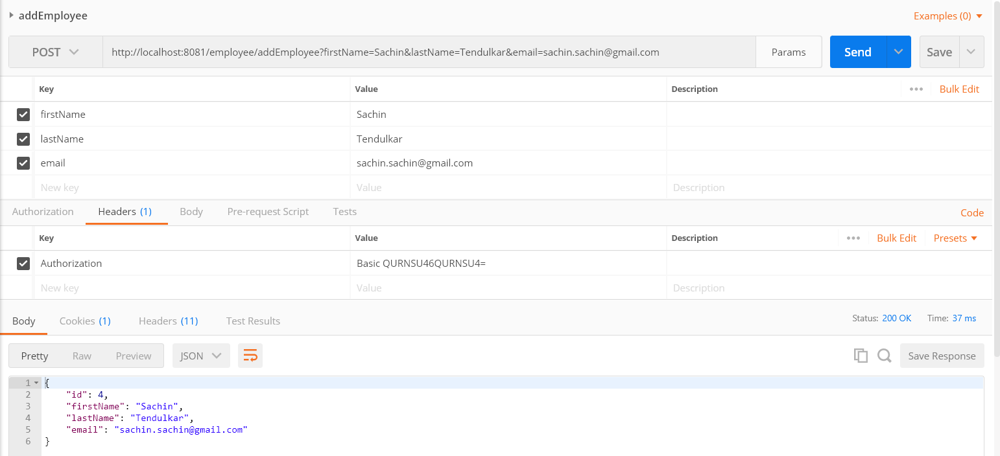 addEmployee Examples (0)
POST http://localhost:8081/employee/addEmployee?firstName=Sachin&lastName=Tendulkar&email=sachin.sachin@gmail.com Params Send Save
Key Value Description Bulk Edit
firstName Sachin
lastName Tendulkar
email sachin.sachin@gmail.com
New key Value Description
Authorization Headers (1) Body Pre-request Script Tests Code
Key Value Description Bulk Edit Presets
Authorization Basic QURNSU46QURNSU4=
New key Value Description
Body Cookies (1) Headers (11) Test Results Status: 200 OK Time: 37 ms
Pretty Raw Preview JSON Save Response
1 {
2 "id": 4,
3 "firstName": "Sachin",
4 "lastName": "Tendulkar",
5 "email": "sachin.sachin@gmail.com"
6 }